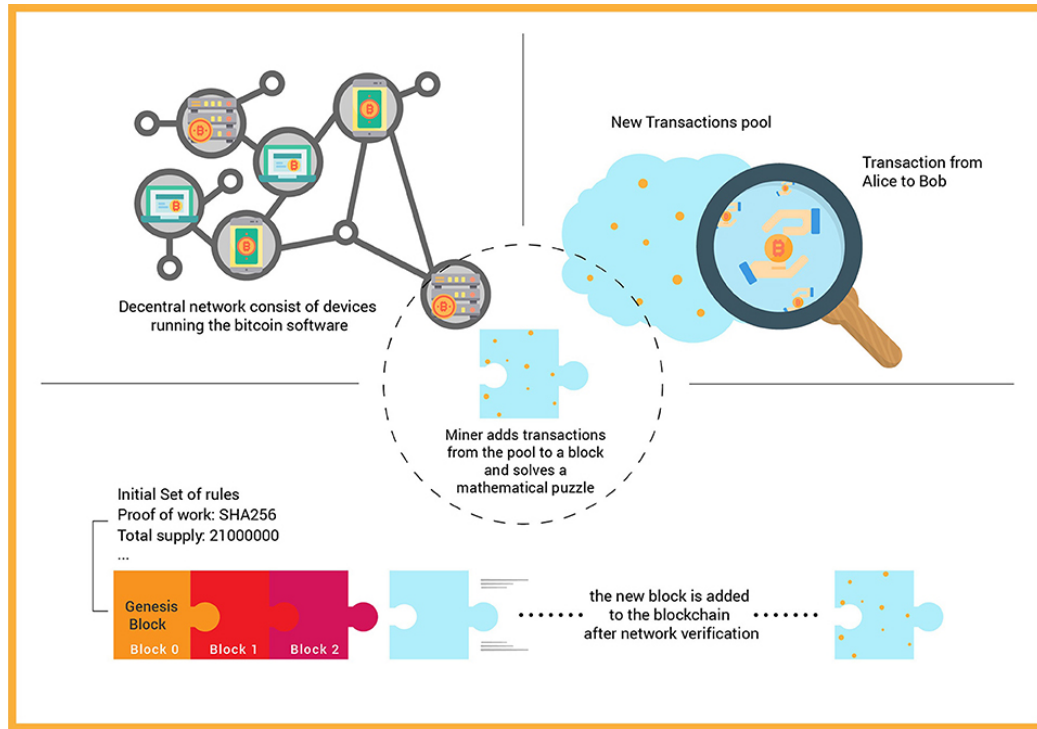 New Transactions pool
Transaction from
Alice to Bob
Decentral network consist of devices
running the bitcoin software
Miner adds transactions
from the pool to a block
and solves a
mathematical puzzle
Initial Set of rules
Proof of work: SHA256
Total supply: 21000000
...
Genesis
Block
Block 0
Block 1
Block 2
the new block is added
to the blockchain
after network verification